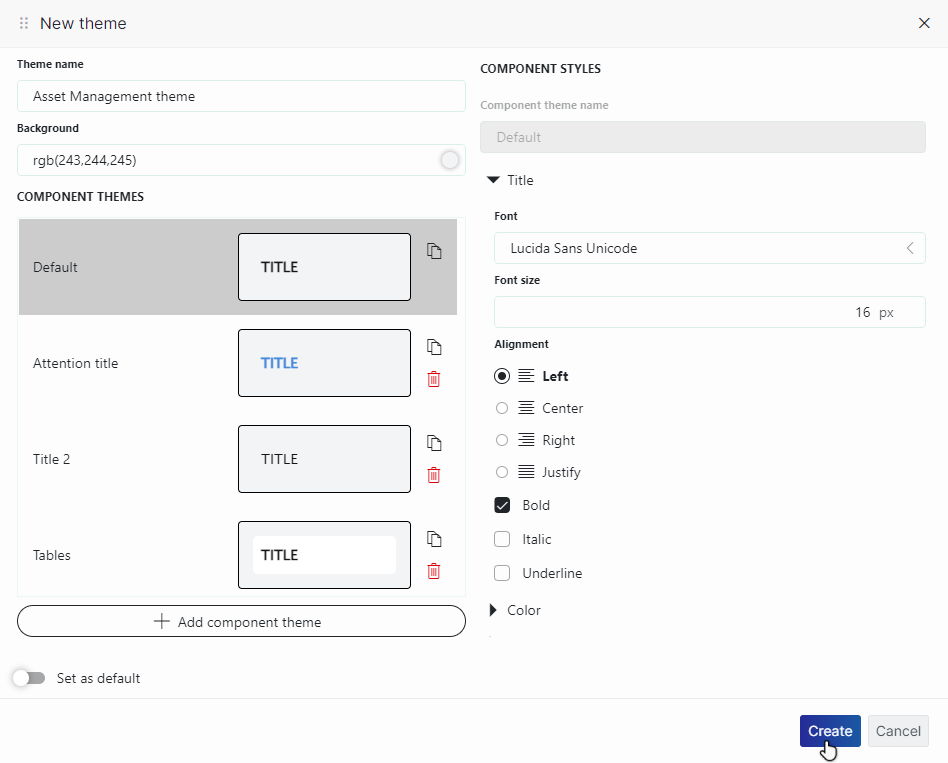 New theme
Theme name
Asset Management theme
Background
rgb(243,244,245)
COMPONENT THEMES
Default
TITLE
Attention title
TITLE
Title 2
TITLE
Tables
TITLE
Add component theme
Set as default
COMPONENT STYLES
Component theme name
Default
Title
Font
Lucida Sans Unicode
Font size
16 px
Alignment
Left
Center
Right
Justify
Bold
Italic
Underline
Color
Create
Cancel